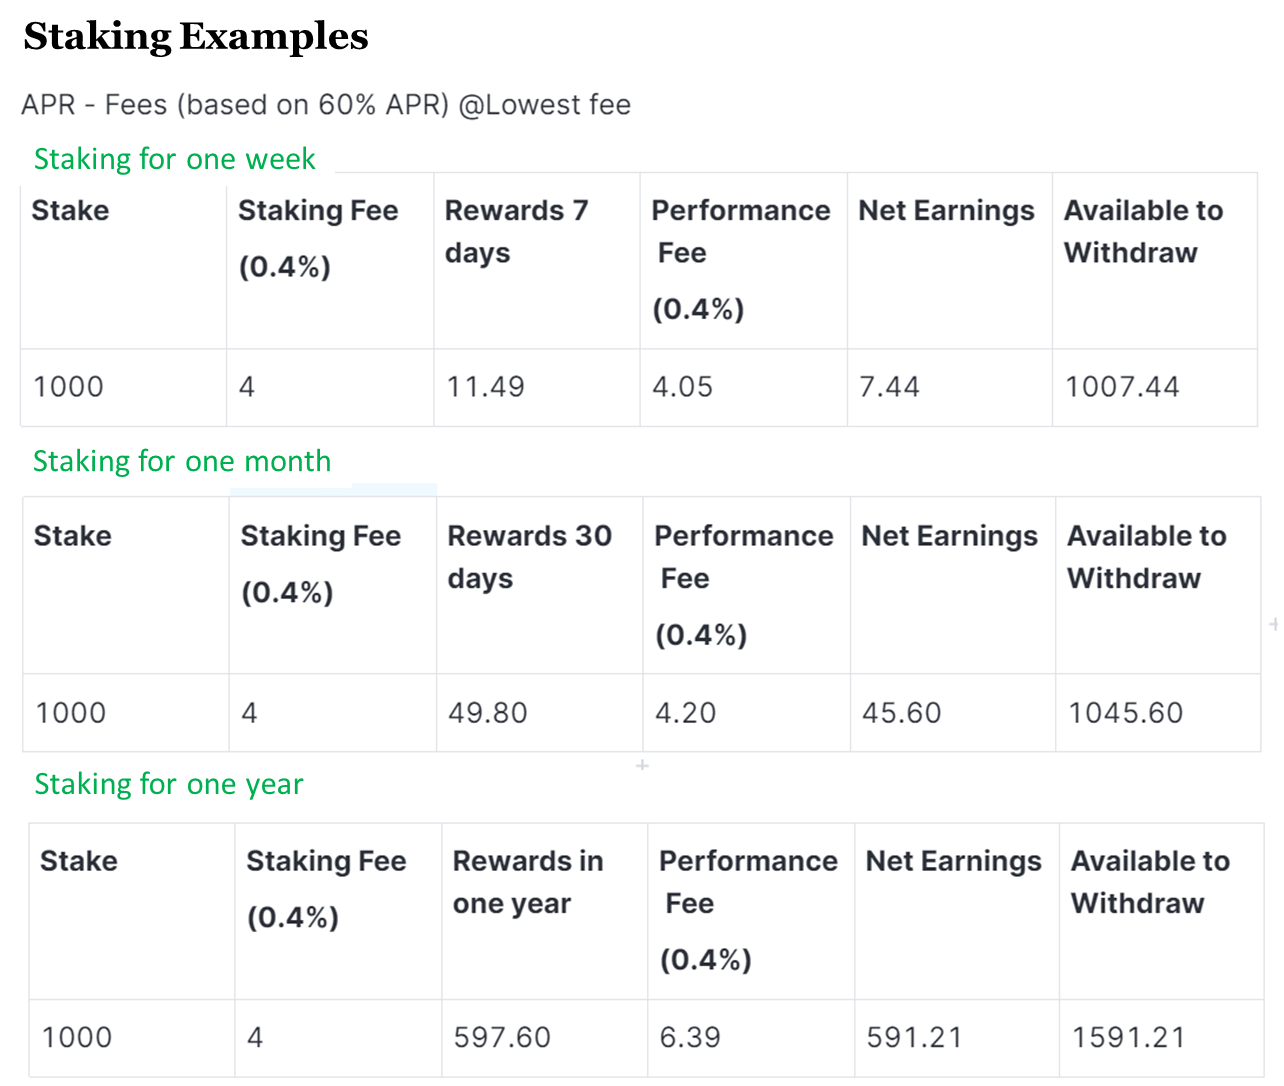 Staking Examples
APR - Fees (based on 60% APR) @Lowest fee
Staking for one week
Stake
Staking Fee
(0.4%)
Rewards 7
days
Performance
Fee
(0.4%)
Net Earnings
Available to
Withdraw
1000
4
11.49
4.05
7.44
1007.44
Staking for one month
Stake
Staking Fee
(0.4%)
Rewards 30
days
Performance
Fee
(0.4%)
Net Earnings
Available to
Withdraw
1000
4
49.80
4.20
45.60
1045.60
Staking for one year
Stake
Staking Fee
(0.4%)
Rewards in
one year
Performance
Fee
(0.4%)
Net Earnings
Available to
Withdraw
1000
4
597.60
6.39
591.21
1591.21